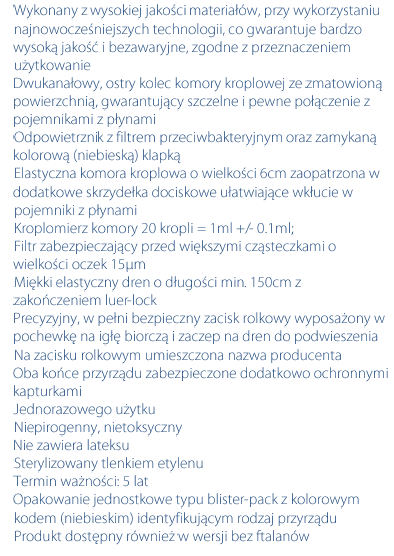 Wykonany z wysokiej jakości materiałów, przy wykorzystaniu
najnowocześniejszych technologii, co gwarantuje bardzo
wysoką jakość i bezawaryjne, zgodne z przeznaczeniem
użytkowanie
Dwukanałowy, ostry kolec komory kroplowej ze zmatowioną
powierzchnią, gwarantujący szczelne i pewne połączenie z
pojemnikami z płynami
Odpowietrznik z filtrem przeciwbakteryjnym oraz zamykaną
kolorową (niebieską) klapką
Elastyczna komora kroplowa o wielkości 6cm zaopatrzona w
dodatkowe skrzydełka dociskowe ułatwiające wkłucie w
pojemniki z płynami
Kroplomierz komory 20 kropli = 1ml +/- 0.1ml;
Filtr zabezpieczający przed większymi cząsteczkami o
wielkości oczek 15µm
Miękki elastyczny dren o długości min. 150cm z
zakończeniem luer-lock
Precyzyjny, w pełni bezpieczny zacisk rolkowy wyposażony w
pochewkę na igłę biorczą i zaczep na dren do podwieszenia
Na zacisku rolkowym umieszczona nazwa producenta
Oba końce przyrządu zabezpieczone dodatkowo ochronnymi
kapturkami
Jednorazowego użytku
Niepirogenny, nietoksyczny
Nie zawiera lateksu
Sterylizowany tlenkiem etylenu
Termin ważności: 5 lat
Opakowanie jednostkowe typu blister-pack z kolorowym
kodem (niebieskim) identyfikującym rodzaj przyrządu
Produkt dostępny również w wersji bez ftalanów